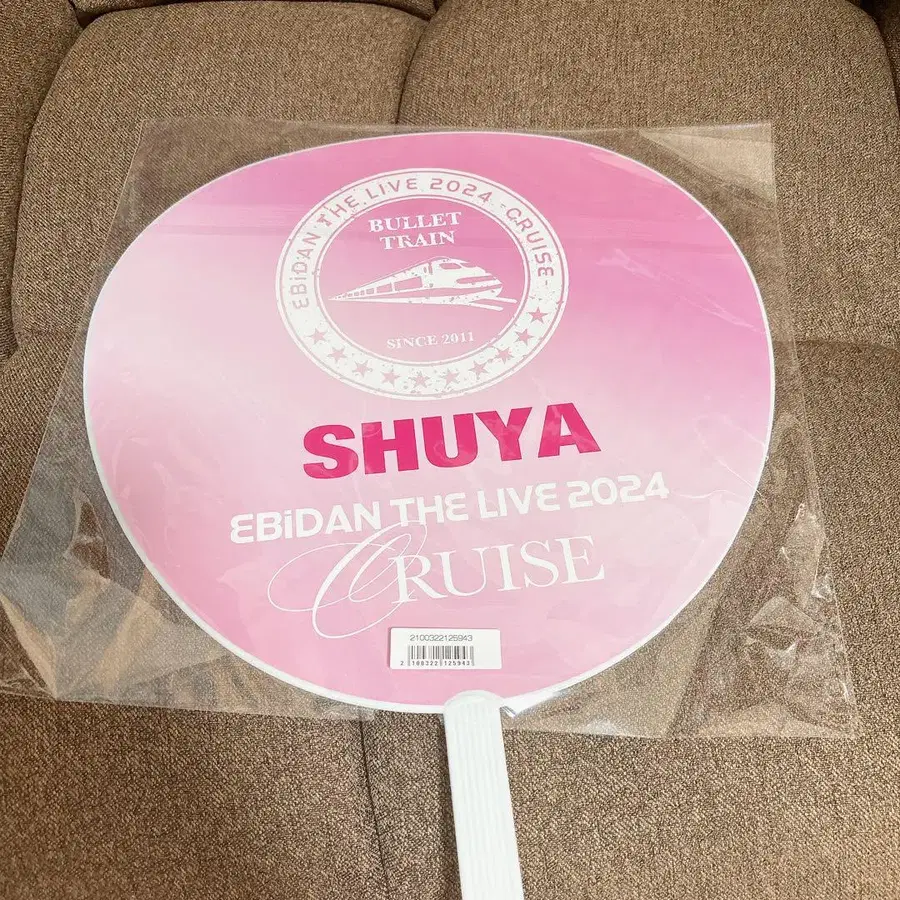 EBiDAN THE LIVE 2024 -CRUISE-
BULLET
TRAIN
SINCE 2011
SHUYA
EBiDAN THE LIVE 2024
CRUISE
2100322125943
2 100322 125943